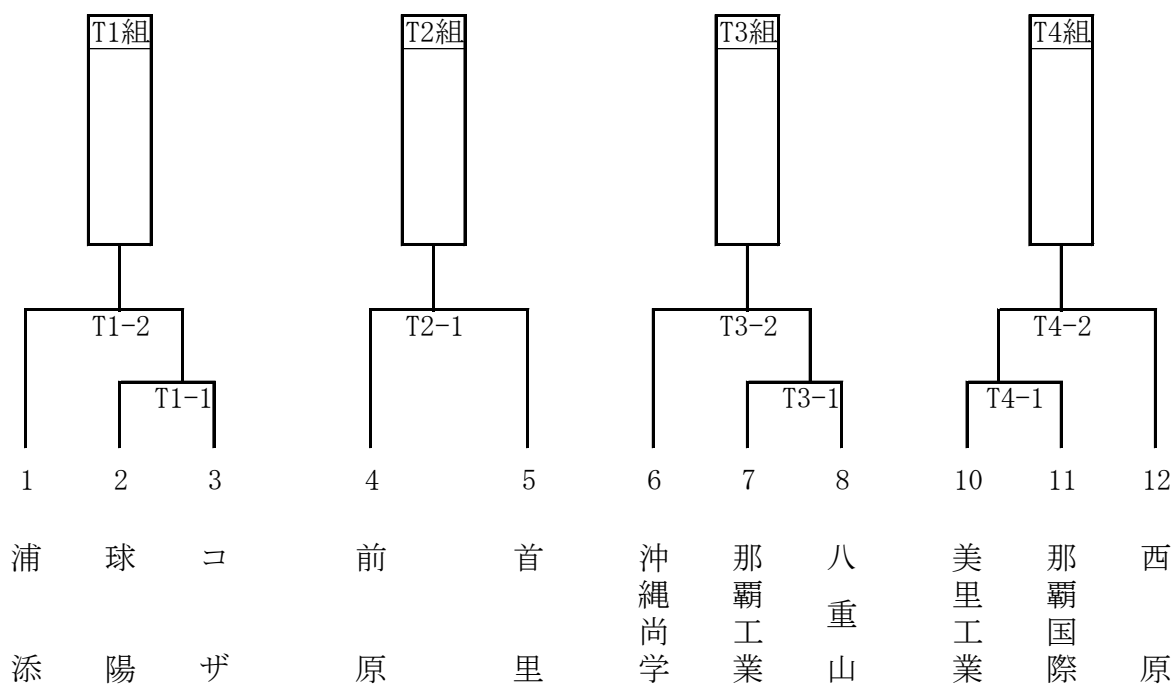 T1組 T2組 T3組 T4組
T1-2 T2-1 T3-2 T4-2
T1-1 T3-1 T4-1
1 2 3 4 5 6 7 8 10 11 12
浦添
球陽
コザ
前原
首里
沖縄尚学
那覇工業
八重山
美里工業
那覇国際
西原